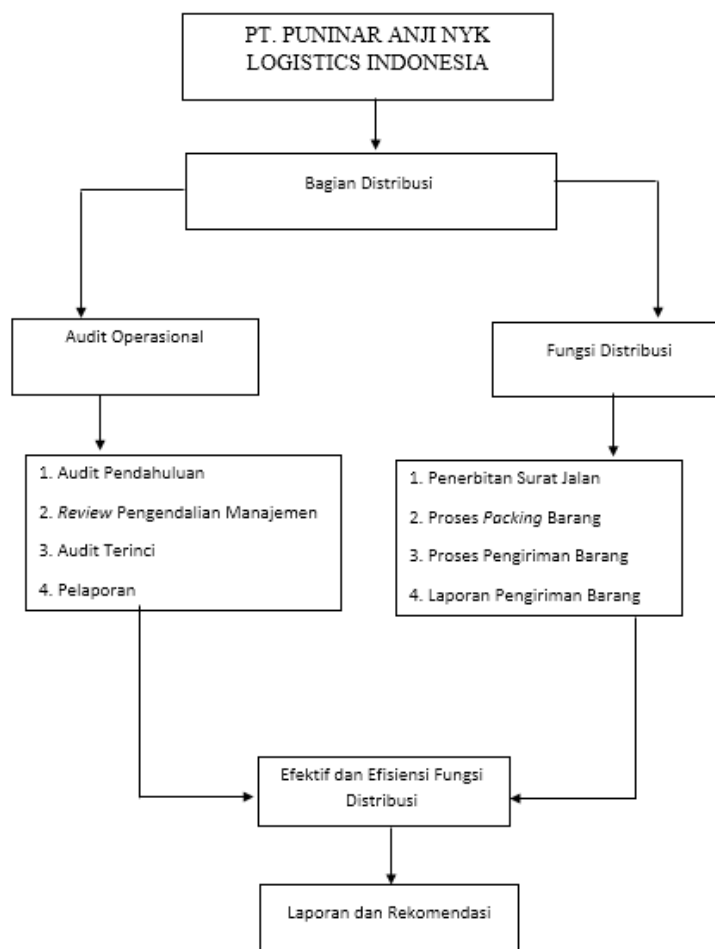 PT. PUNINAR ANJI NYK
LOGISTICS INDONESIA
Bagian Distribusi
Audit Operasional
Fungsi Distribusi
1. Audit Pendahuluan
2. Review Pengendalian Manajemen
3. Audit Terinci
4. Pelaporan
1. Penerbitan Surat Jalan
2. Proses Packing Barang
3. Proses Pengiriman Barang
4. Laporan Pengiriman Barang
Efektif dan Efisiensi Fungsi
Distribusi
Laporan dan Rekomendasi